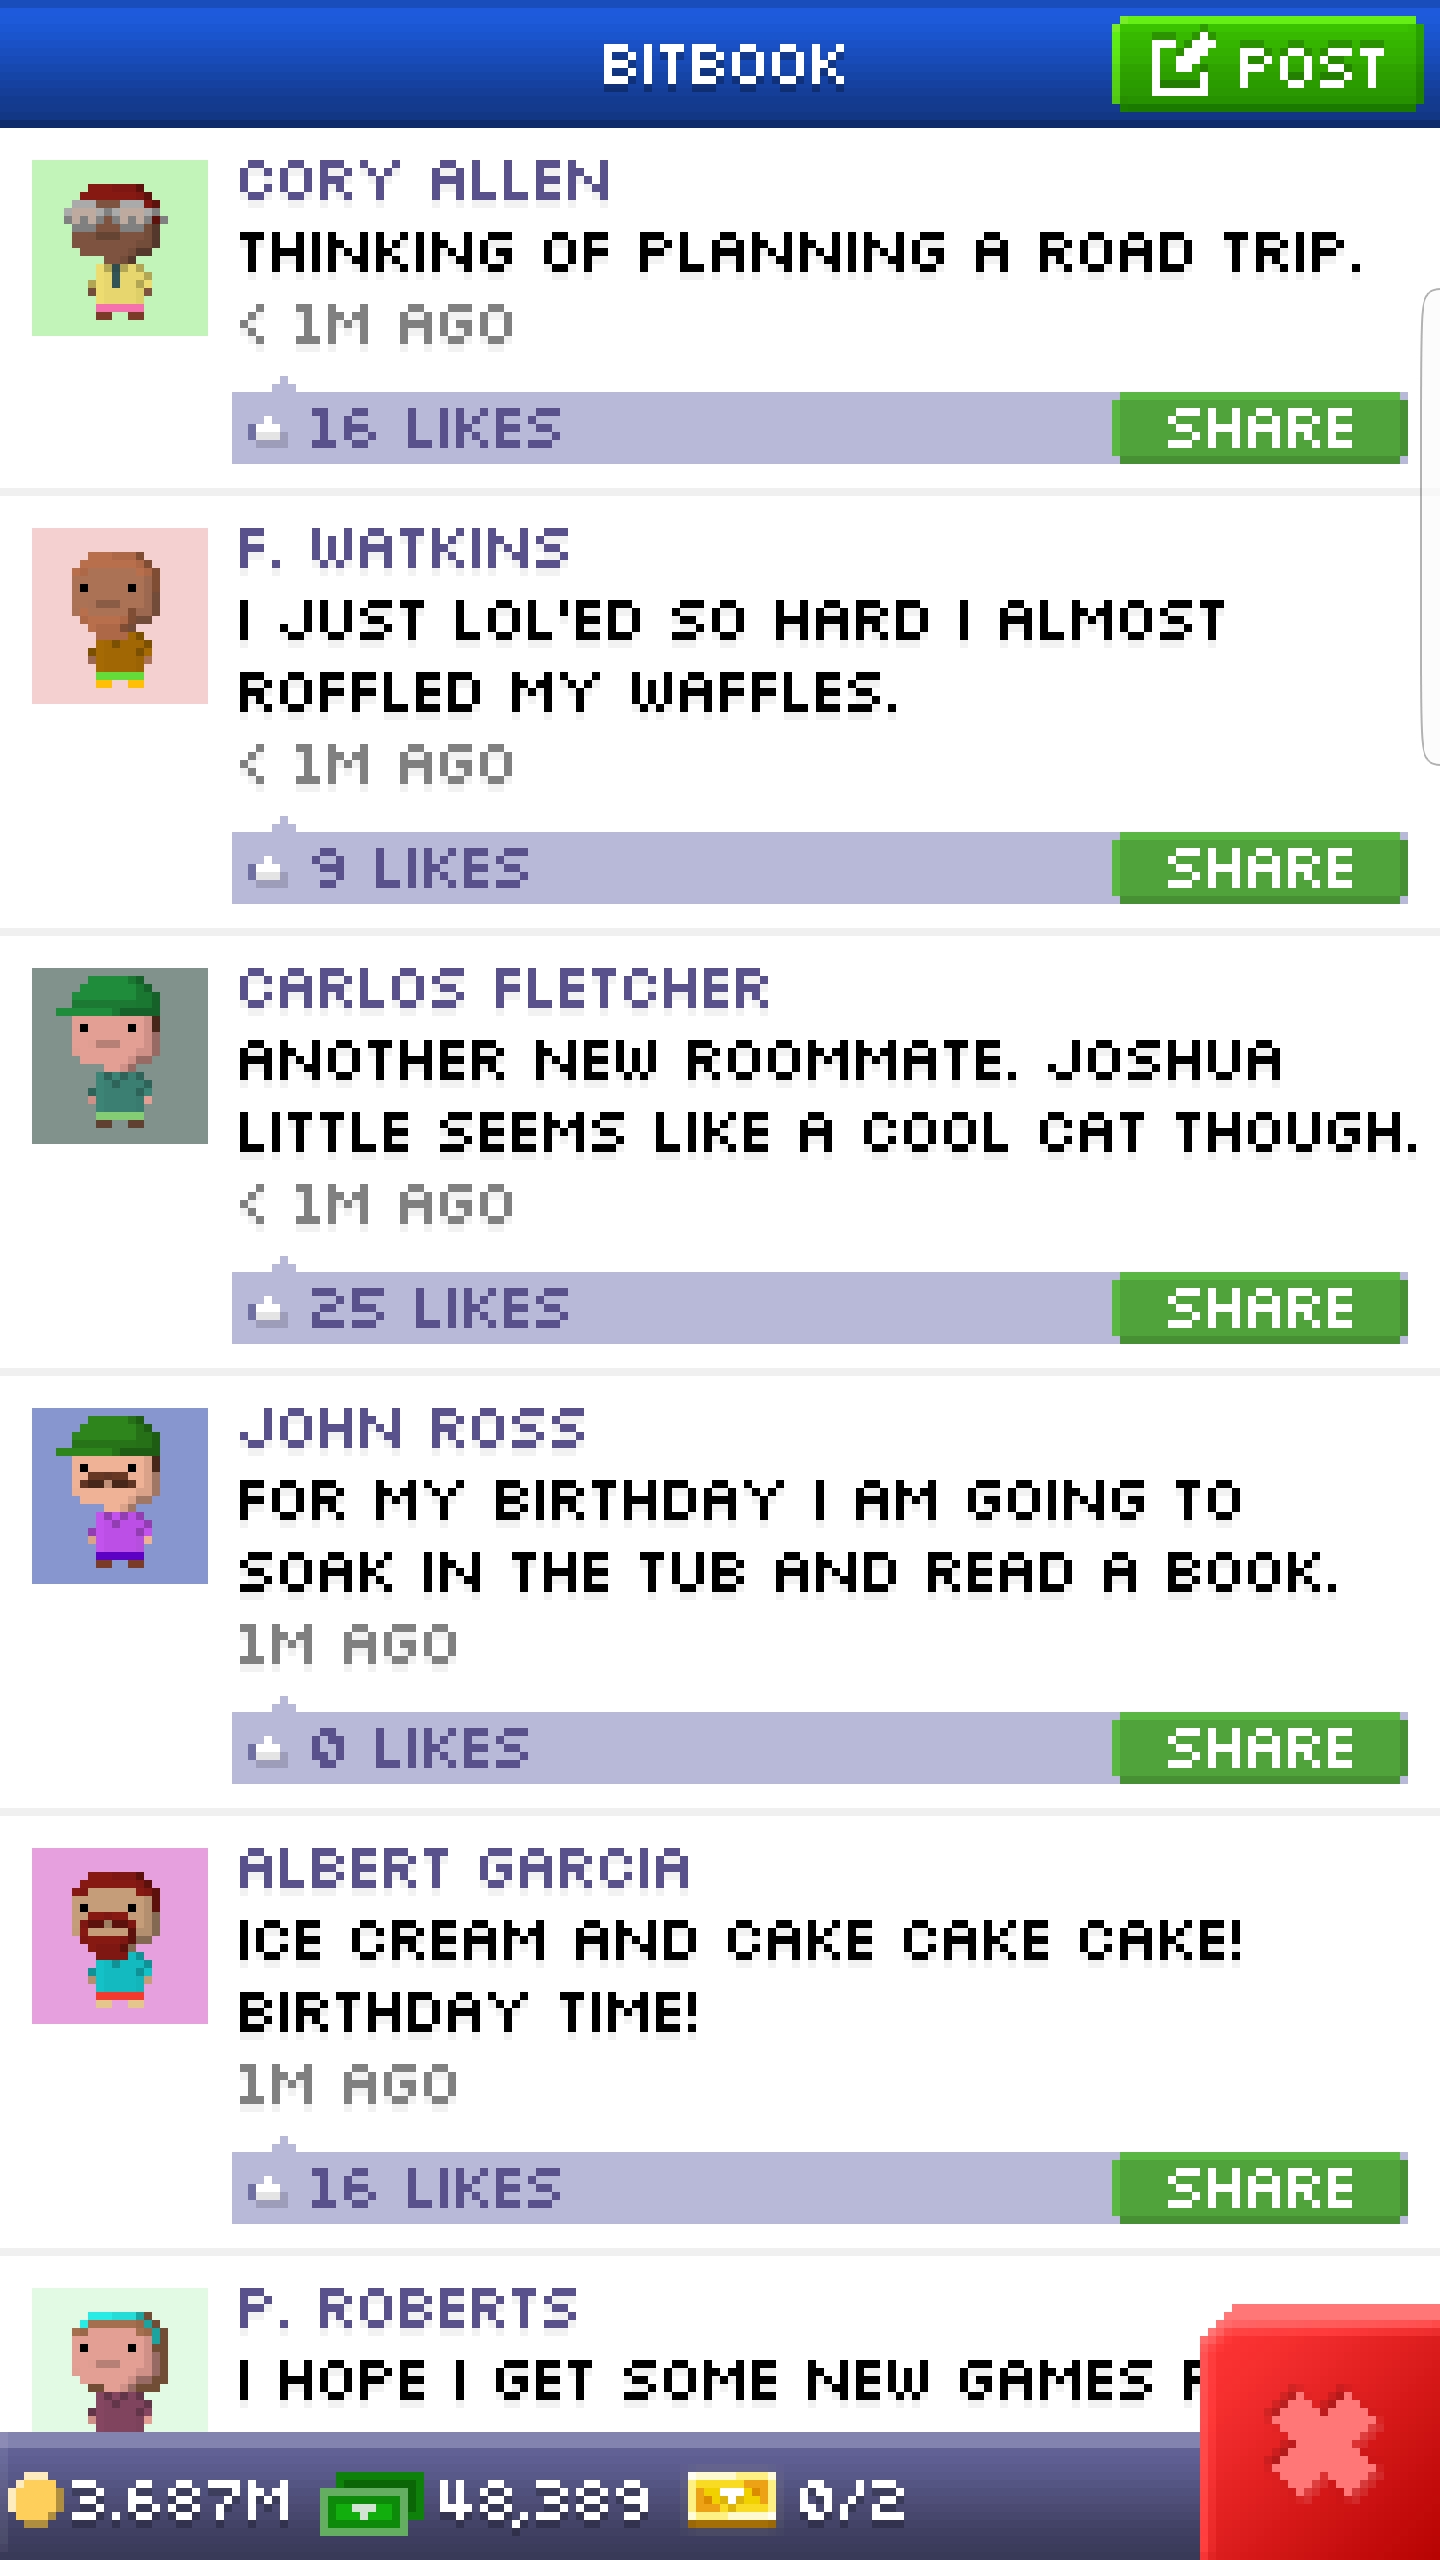 BITBOOK
POST
CORY ALLEN
THINKING OF PLANNING A ROAD TRIP.
< 1M AGO
16 LIKES
SHARE
F. WATKINS
I JUST LOL'ED SO HARD I ALMOST
ROFFLED MY WAFFLES.
< 1M AGO
9 LIKES
SHARE
CARLOS FLETCHER
ANOTHER NEW ROOMMATE. JOSHUA
LITTLE SEEMS LIKE A COOL CAT THOUGH.
< 1M AGO
25 LIKES
SHARE
JOHN ROSS
FOR MY BIRTHDAY I AM GOING TO
SOAK IN THE TUB AND READ A BOOK.
1M AGO
0 LIKES
SHARE
ALBERT GARCIA
ICE CREAM AND CAKE CAKE CAKE!
BIRTHDAY TIME!
1M AGO
16 LIKES
SHARE
P. ROBERTS
I HOPE I GET SOME NEW GAMES
3.687M
48,389
0/2